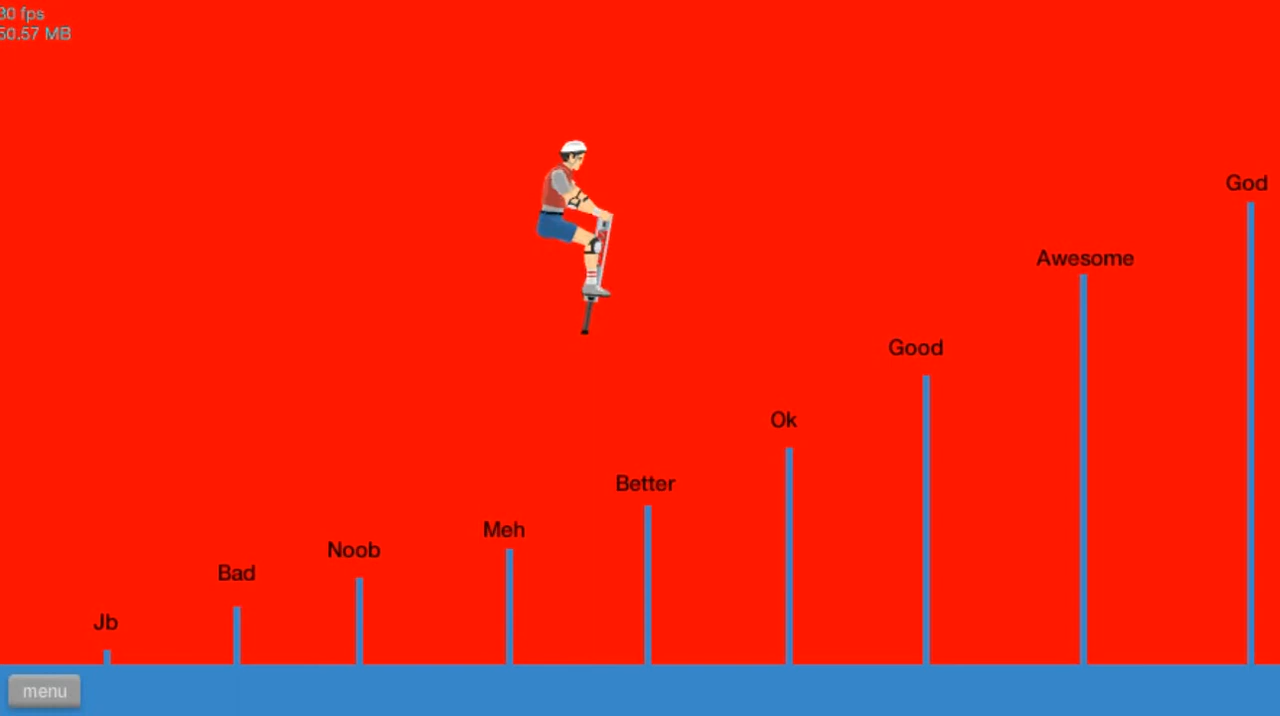 30 fps
50.57 MB
God
Awesome
Good
Ok
Better
Meh
Noob
Bad
Jb
menu